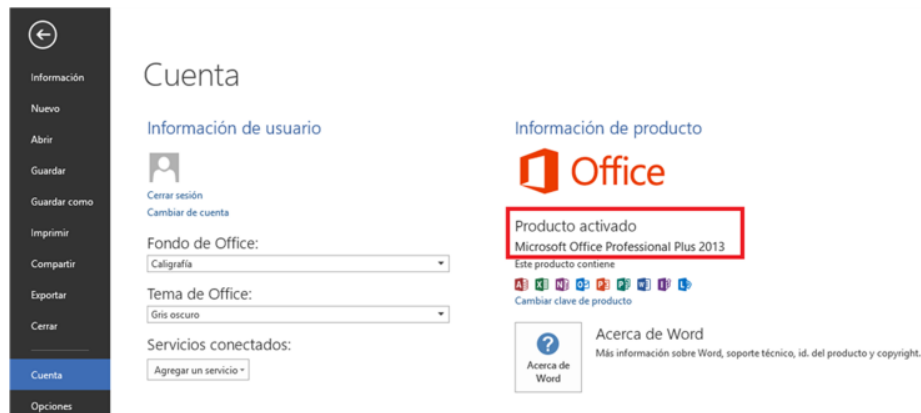 Información
Nuevo
Abrir
Guardar
Guardar como
Imprimir
Compartir
Exportar
Cerrar
Cuenta
Opciones
Cuenta
Información de usuario
Cerrar sesión
Cambiar de cuenta
Fondo de Office:
Caligrafía
Tema de Office:
Gris oscuro
Servicios conectados:
Agregar un servicio
Información de producto
Office
Producto activado
Microsoft Office Professional Plus 2013
Este producto contiene
Cambiar clave de producto
?
Acerca de
Word
Acerca de Word
Más información sobre Word, soporte técnico, id. del producto y copyright.